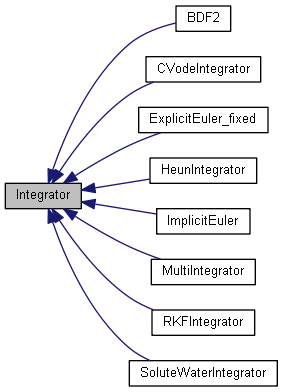 BDF2
CVodeIntegrator
ExplicitEuler_fixed
HeunIntegrator
Integrator
ImplicitEuler
MultiIntegrator
RKFIntegrator
SoluteWaterIntegrator